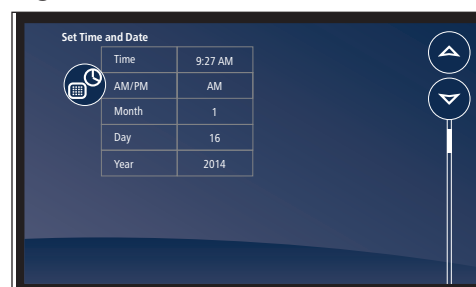 Set Time and Date
Time 9:27 AM
AM/PM AM
Month 1
Day 16
Year 2014